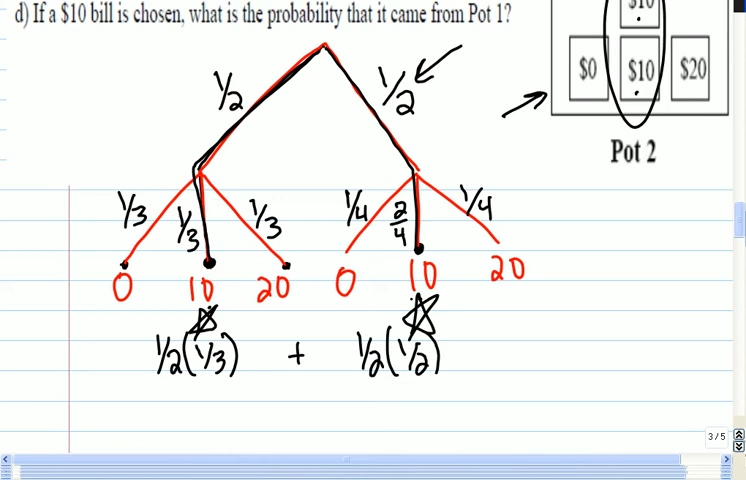 d) If a $10 bill is chosen, what is the probability that it came from Pot 1?
$10
$0 $10 $20
Pot 2
1/2 1/2
1/3 1/3 1/3 1/4 2/4 1/4
0 10 20 0 10 20
1/2(1/3) + 1/2(1/2)
3/5